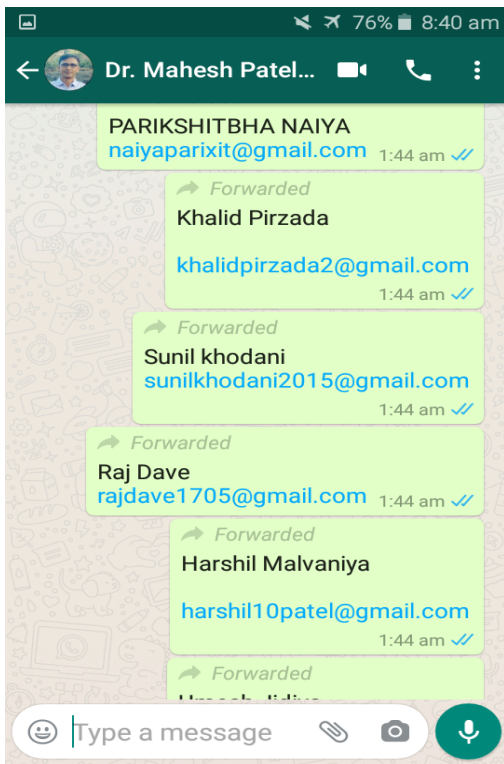 76% 8:40 am
Dr. Mahesh Patel...
PARIKSHITBHA NAIYA
naiyaparixit@gmail.com 1:44 am
Forwarded
Khalid Pirzada
khalidpirzada2@gmail.com
1:44 am
Forwarded
Sunil khodani
sunilkhodani2015@gmail.com
1:44 am
Forwarded
Raj Dave
rajdave1705@gmail.com 1:44 am
Forwarded
Harshil Malvaniya
harshil10patel@gmail.com
1:44 am
Forwarded
Type a message